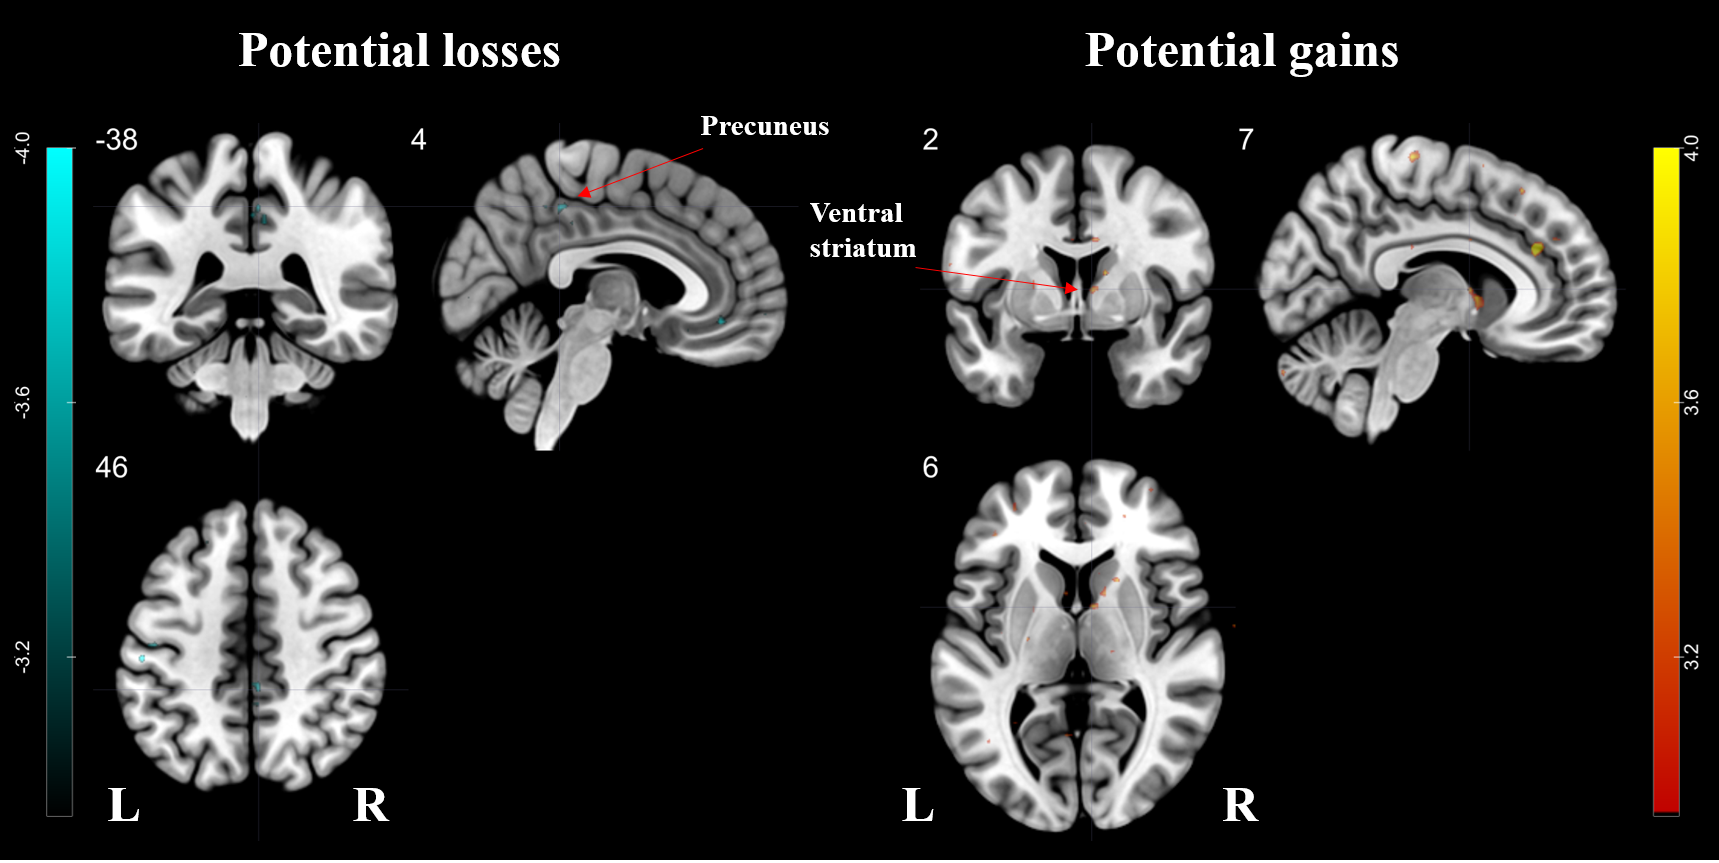 Potential losses
Potential gains
-4.0
-3.6
-3.2
-38
4
Precuneus
46
L
R
2
7
Ventral
striatum
6
L
R
4.0
3.6
3.2